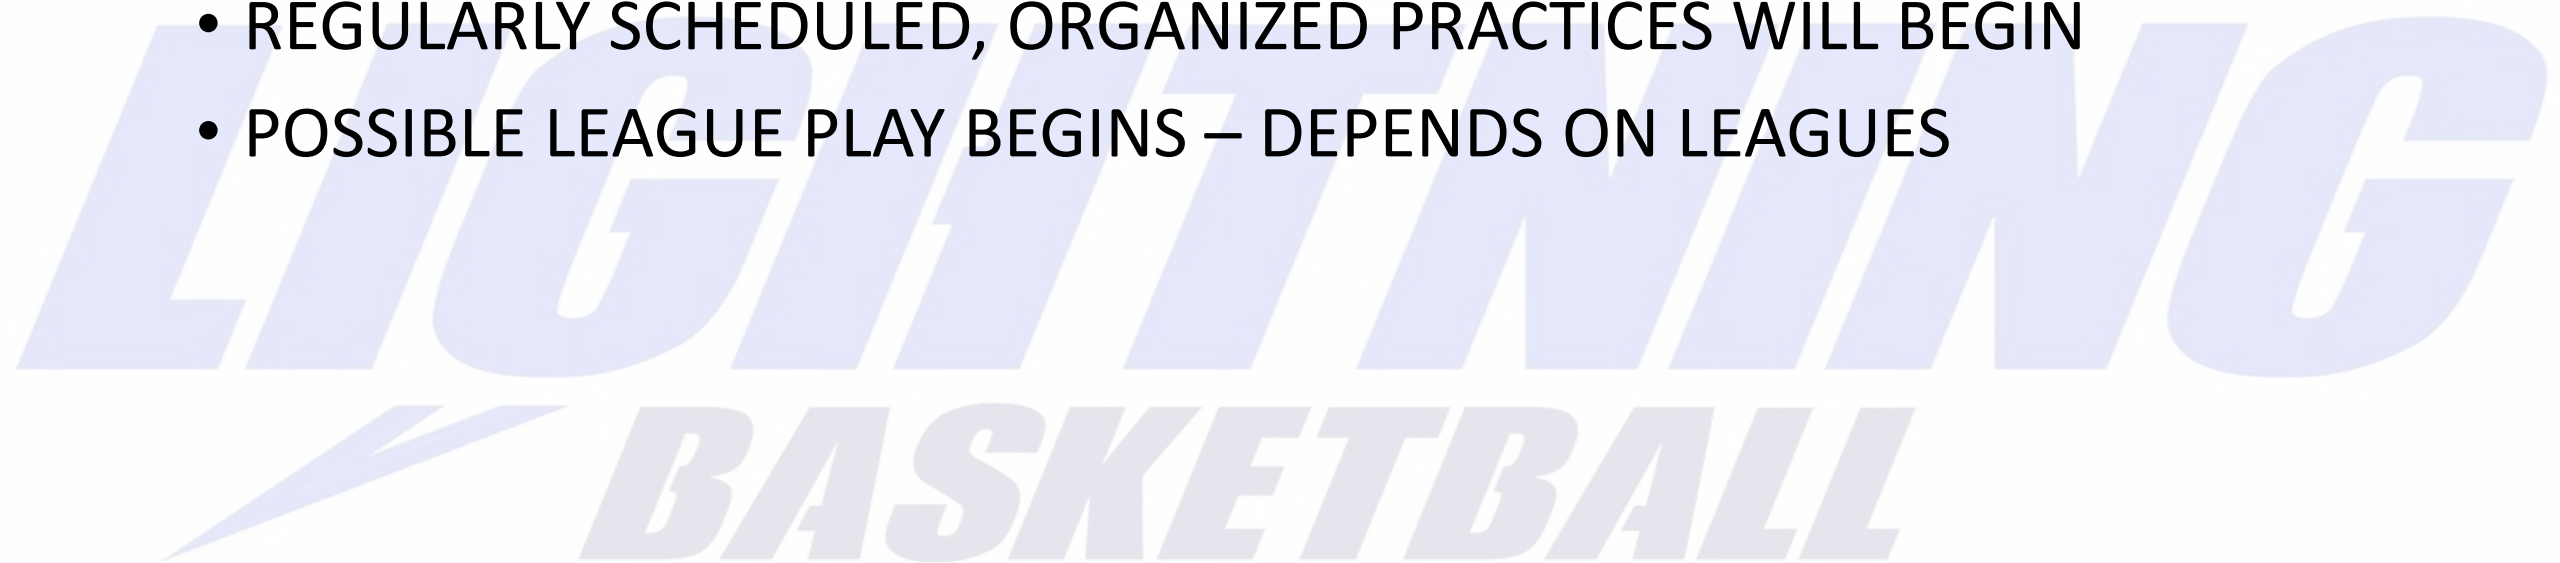 • REGULARLY SCHEDULED, ORGANIZED PRACTICES WILL BEGIN
• POSSIBLE LEAGUE PLAY BEGINS – DEPENDS ON LEAGUES
LIGHTNING
BASKETBALL